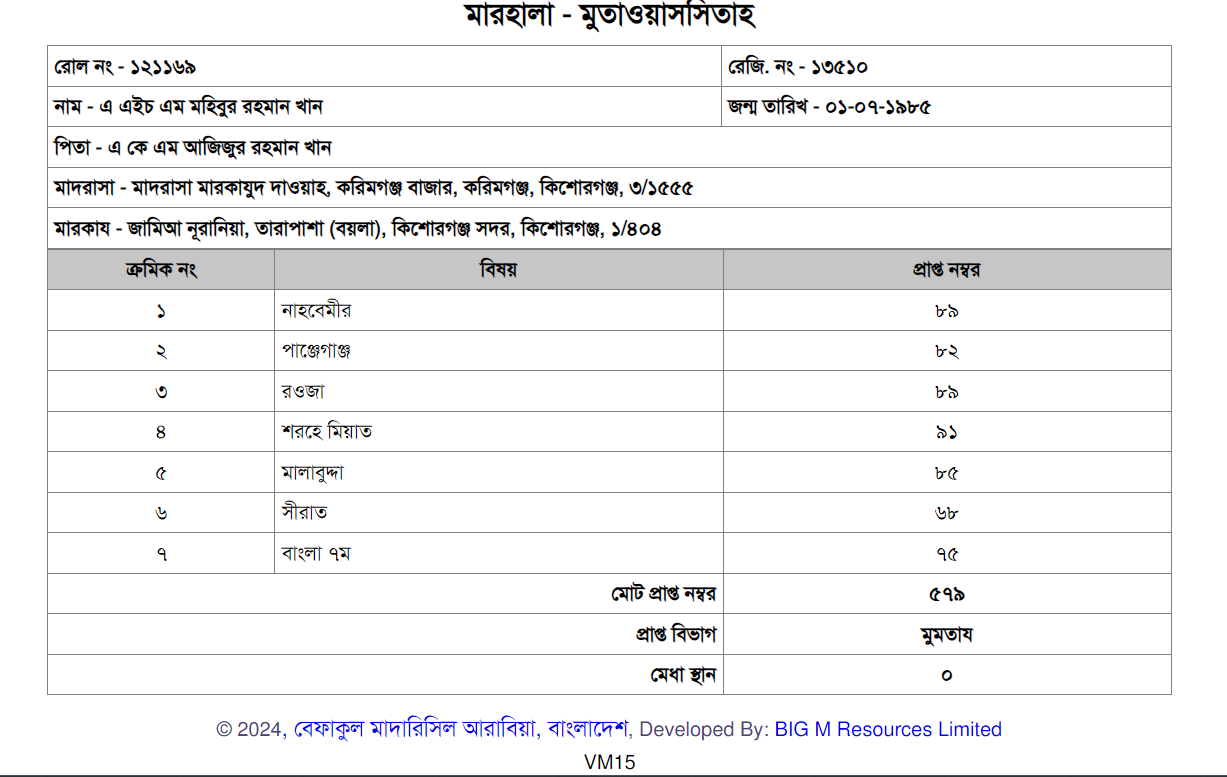 মারহালা - মুতাওয়াসসিতাহ
রোল নং - ১২১১৬৯ রেজি. নং - ১৩৫১০
নাম - এ এইচ এম মহিবুর রহমান খান জন্ম তারিখ - ০১-০৭-১৯৮৫
পিতা - এ কে এম আজিজুর রহমান খান
মাদরাসা - মাদরাসা মারকাযুদ দাওয়াহ, করিমগঞ্জ বাজার, করিমগঞ্জ, কিশোরগঞ্জ, ৩/১৫৫৫
মারকায - জামিআ নূরানিয়া, তারাপাশা (বয়লা), কিশোরগঞ্জ সদর, কিশোরগঞ্জ, ১/৪০৪
ক্রমিক নং বিষয় প্রাপ্ত নম্বর
১ নাহবেমীর ৮৯
২ পাঞ্জেগাঞ্জ ৮২
৩ রওজা ৮৯
৪ শরহে মিয়াত ৯১
৫ মালাবুদ্দা ৮৫
৬ সীরাত ৬৮
৭ বাংলা ৭ম ৭৫
মোট প্রাপ্ত নম্বর ৫৭৯
প্রাপ্ত বিভাগ মুমতায
মেধা স্থান ০
© 2024, বেফাকুল মাদারিসিল আরাবিয়া, বাংলাদেশ, Developed By: BIG M Resources Limited
VM15